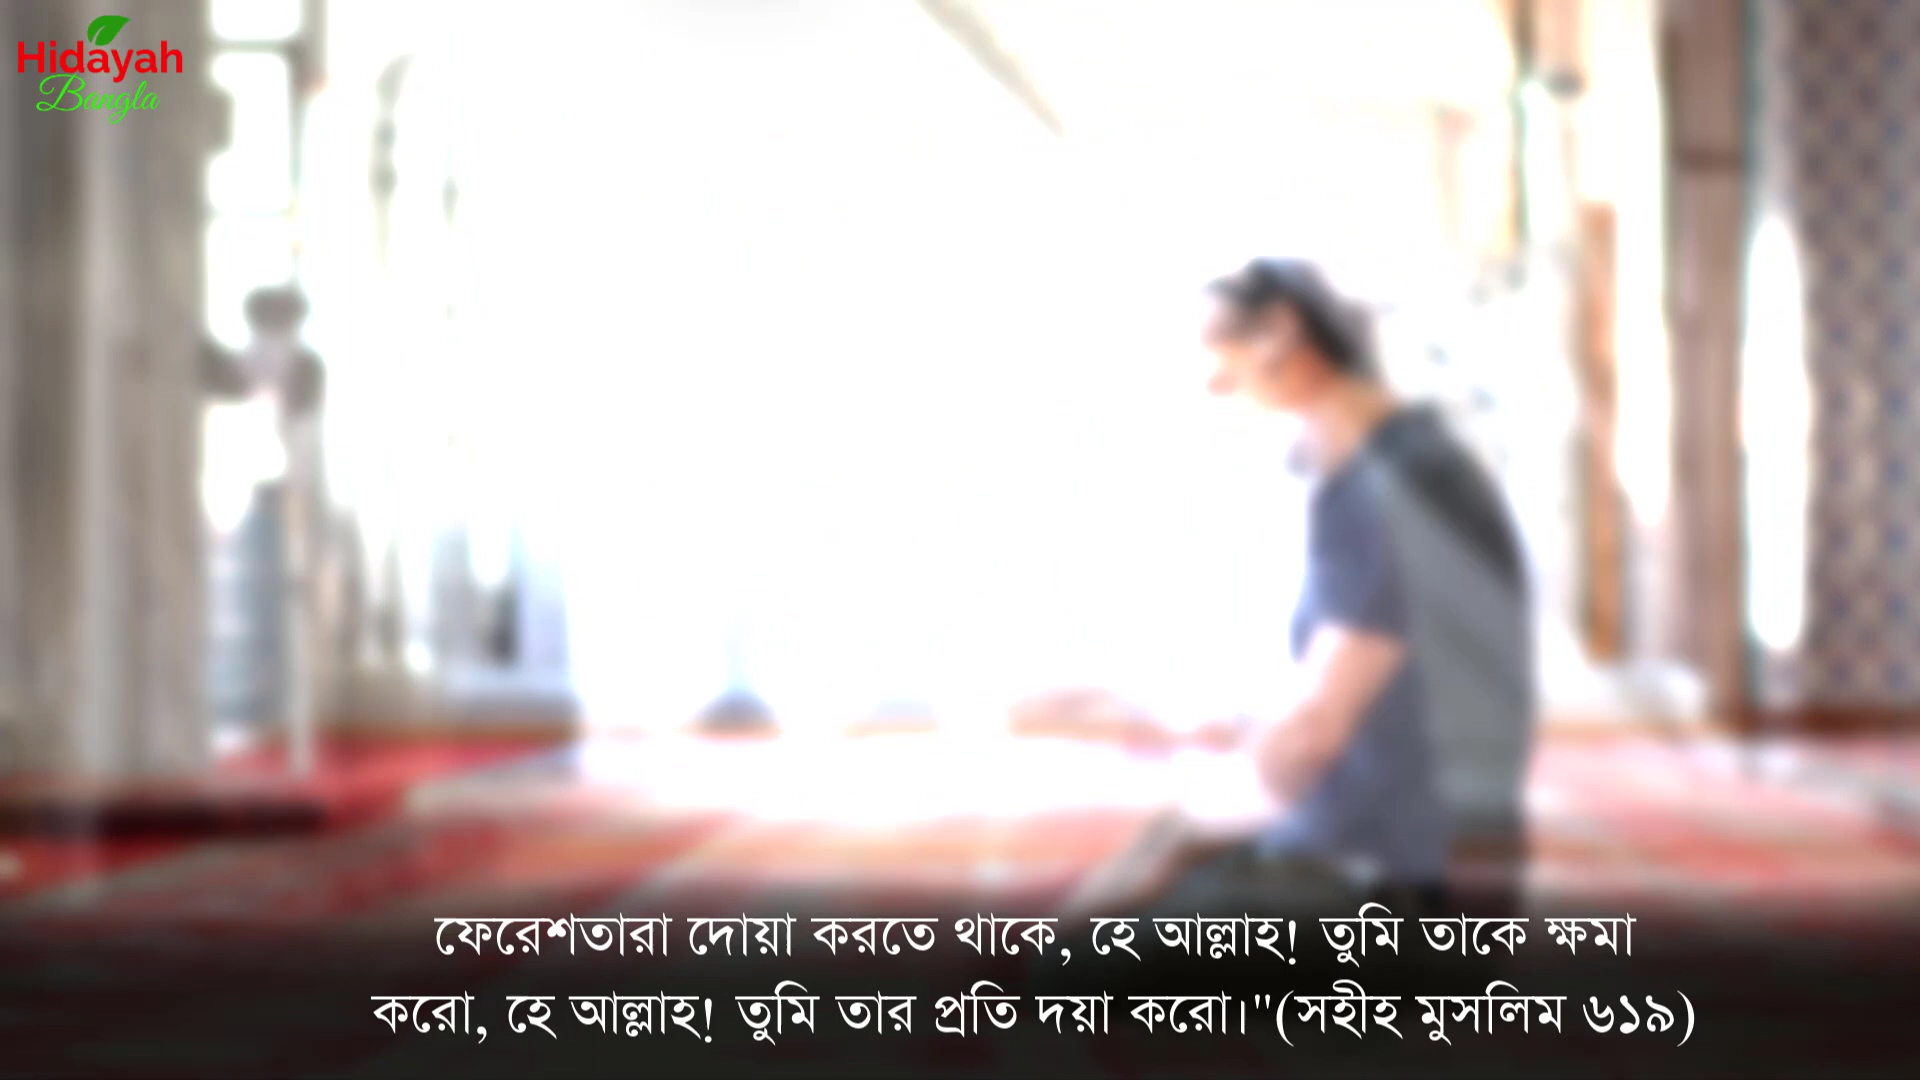 Hidayah
Bangla
ফেরেশতারা দোয়া করতে থাকে, হে আল্লাহ! তুমি তাকে ক্ষমা
করো, হে আল্লাহ! তুমি তার প্রতি দয়া করো।"(সহীহ মুসলিম ৬১৯)